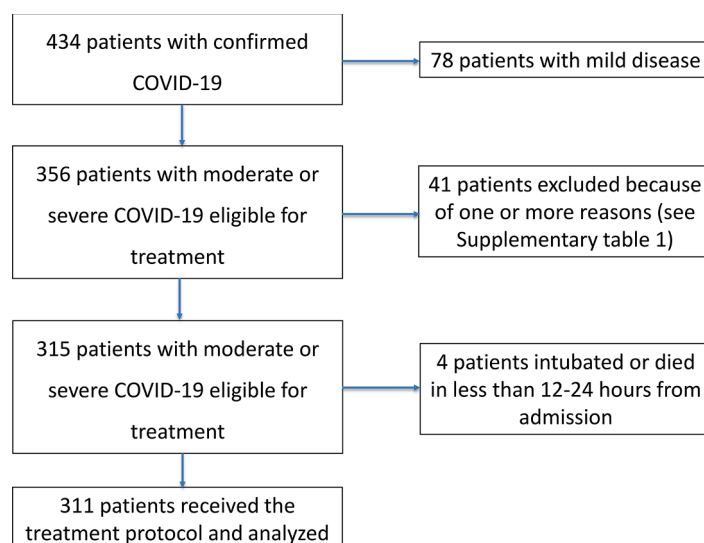 434 patients with confirmed
COVID-19
78 patients with mild disease
356 patients with moderate or
severe COVID-19 eligible for
treatment
41 patients excluded because
of one or more reasons (see
Supplementary table 1)
315 patients with moderate or
severe COVID-19 eligible for
treatment
4 patients intubated or died
in less than 12-24 hours from
admission
311 patients received the
treatment protocol and analyzed